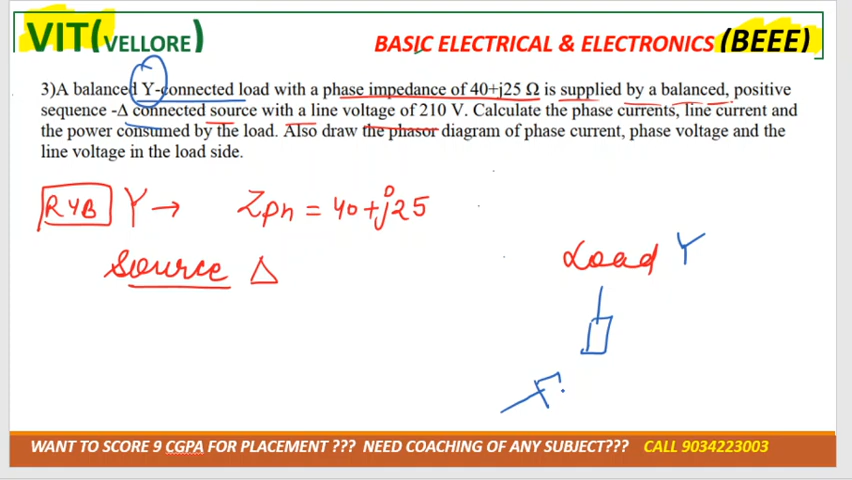 VIT(VELLORE)
BASIC ELECTRICAL & ELECTRONICS (BEEE)
3)A balanced Y-connected load with a phase impedance of 40+j25 Ω is supplied by a balanced, positive
sequence -Δ connected source with a line voltage of 210 V. Calculate the phase currents, line current and
the power consumed by the load. Also draw the phasor diagram of phase current, phase voltage and the
line voltage in the load side.
RYB Y → Zph = 40+j25
Load Y
Source Δ
WANT TO SCORE 9 CGPA FOR PLACEMENT ??? NEED COACHING OF ANY SUBJECT??? CALL 9034223003